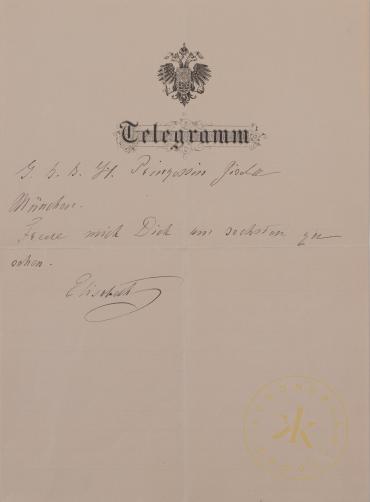 Telegramm
I. k. k. H. Prinzessin Gisela
München.
Freue mich Dich am sechsten zu
sehen.
Elisabeth